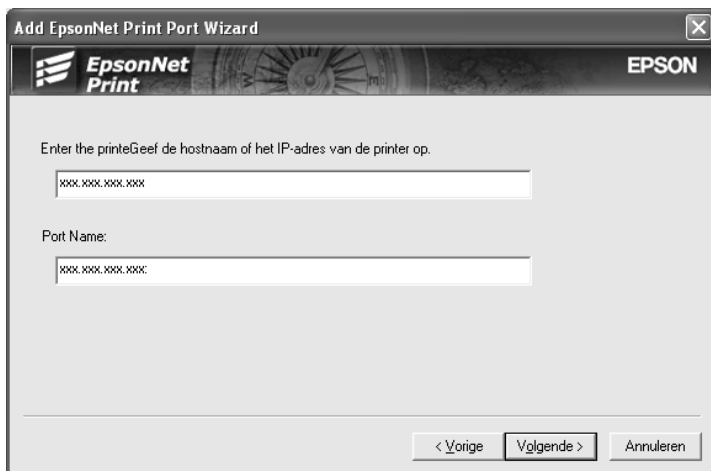 Add EpsonNet Print Port Wizard
EpsonNet
Print
EPSON
Enter the printeGeef de hostnaam of het IP-adres van de printer op.
xxx.xxx.xxx.xxx
Port Name:
xxx.xxx.xxx.xxx:
< Vorige
Volgende >
Annuleren